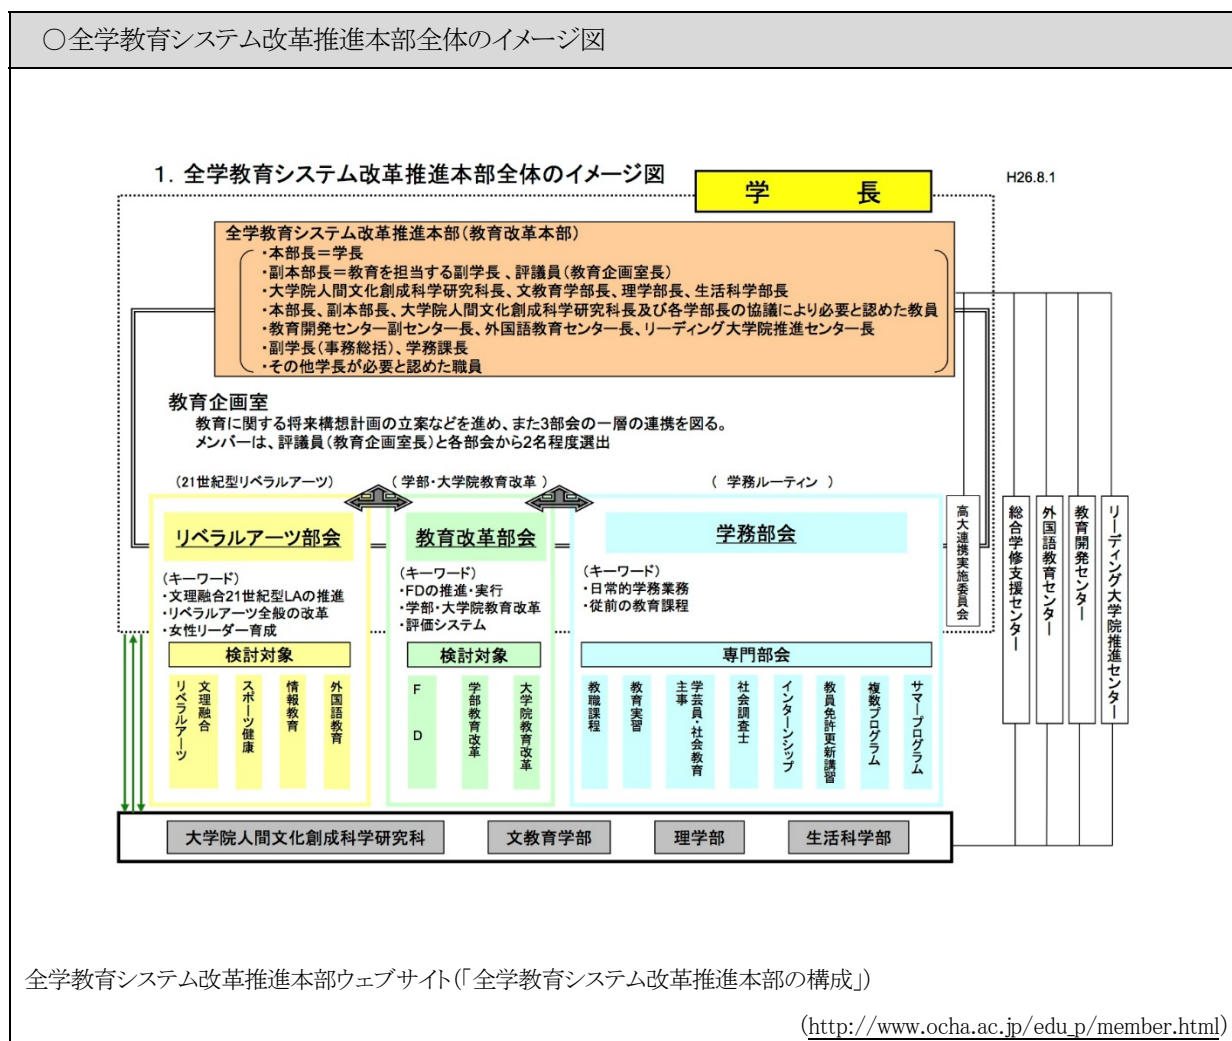 ○全学教育システム改革推進本部全体のイメージ図
1．全学教育システム改革推進本部全体のイメージ図
学　長
H26.8.1
全学教育システム改革推進本部(教育改革本部)
・本部長＝学長
・副本部長＝教育を担当する副学長、評議員(教育企画室長)
・大学院人間文化創成科学研究科長、文教育学部長、理学部長、生活科学部長
・本部長、副本部長、大学院人間文化創成科学研究科長及び各学部長の協議により必要と認めた教員
・教育開発センター副センター長、外国語教育センター長、リーディング大学院推進センター長
・副学長(事務総括)、学務課長
・その他学長が必要と認めた職員
教育企画室
教育に関する将来構想計画の立案などを進め、また3部会の一層の連携を図る。
メンバーは、評議員(教育企画室長)と各部会から2名程度選出
(21世紀型リベラルアーツ)
リベラルアーツ部会
(キーワード)
・文理融合21世紀型LAの推進
・リベラルアーツ全般の改革
・女性リーダー育成
検討対象
文理融合
リベラルアーツ
スポーツ健康
情報教育
外国語教育
(学部・大学院教育改革)
教育改革部会
(キーワード)
・FDの推進・実行
・学部・大学院教育改革
・評価システム
検討対象
FD
学部教育改革
大学院教育改革
(学務ルーティン)
学務部会
(キーワード)
・日常的学務業務
・従前の教育課程
専門部会
教職課程
教育実習
学芸員・社会教育
主事
社会調査士
インターンシップ
教員免許更新講習
複数プログラム
サマープログラム
高大連携実施委員会
総合学修支援センター
外国語教育センター
教育開発センター
リーディング大学院推進センター
大学院人間文化創成科学研究科
文教育学部
理学部
生活科学部
全学教育システム改革推進本部ウェブサイト(「全学教育システム改革推進本部の構成」)
(http://www.ocha.ac.jp/edu_p/member.html)